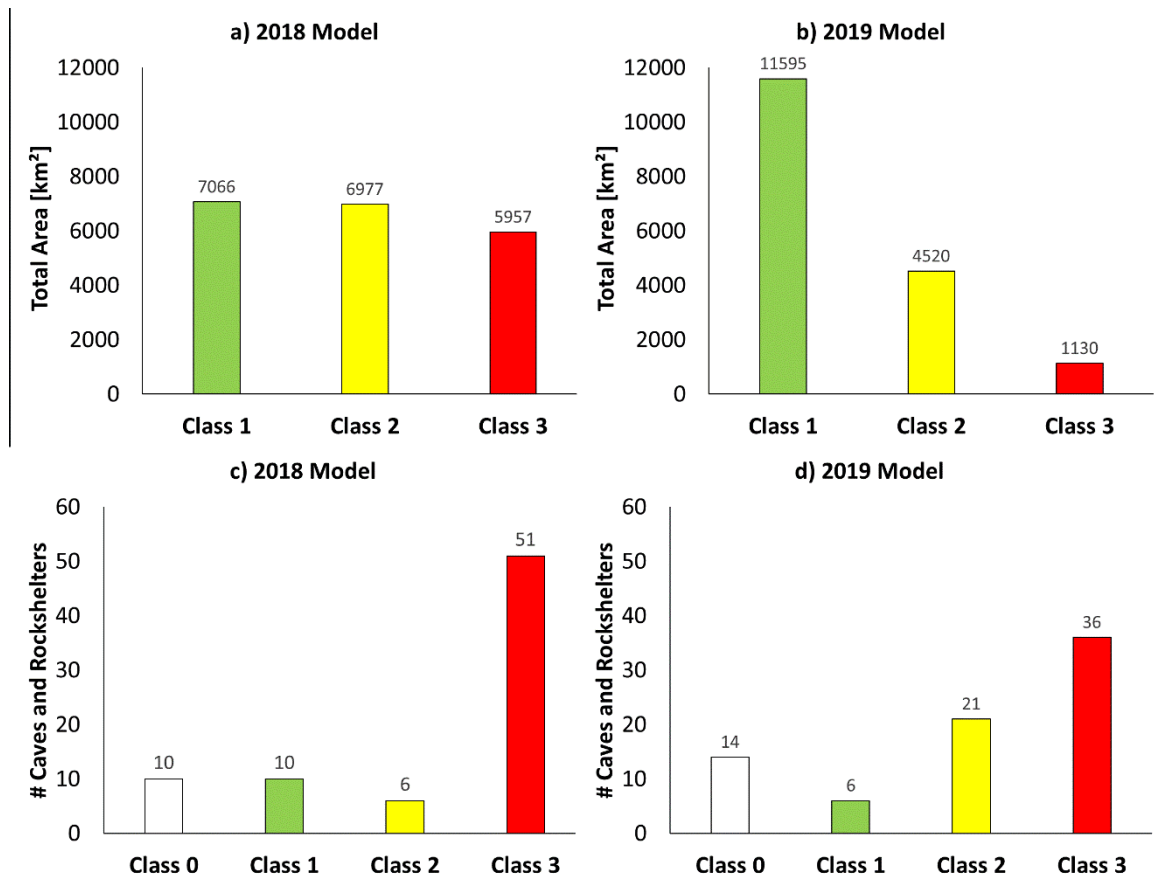 a) 2018 Model
Total Area [km²]
12000
10000
8000
6000
4000
2000
0
7066
6977
5957
Class 1
Class 2
Class 3
b) 2019 Model
Total Area [km²]
12000
10000
8000
6000
4000
2000
0
11595
4520
1130
Class 1
Class 2
Class 3
c) 2018 Model
# Caves and Rockshelters
60
50
40
30
20
10
0
10
10
6
51
Class 0
Class 1
Class 2
Class 3
d) 2019 Model
# Caves and Rockshelters
60
50
40
30
20
10
0
14
6
21
36
Class 0
Class 1
Class 2
Class 3